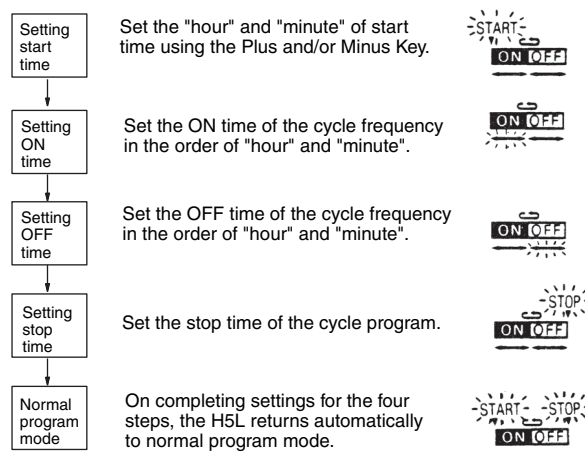 Setting
start
time
Set the "hour" and "minute" of start
time using the Plus and/or Minus Key.
START
ON OFF
Setting
ON
time
Set the ON time of the cycle frequency
in the order of "hour" and "minute".
ON OFF
Setting
OFF
time
Set the OFF time of the cycle frequency
in the order of "hour" and "minute".
ON OFF
Setting
stop
time
Set the stop time of the cycle program.
STOP
ON OFF
Normal
program
mode
On completing settings for the four
steps, the H5L returns automatically
to normal program mode.
START STOP
ON OFF